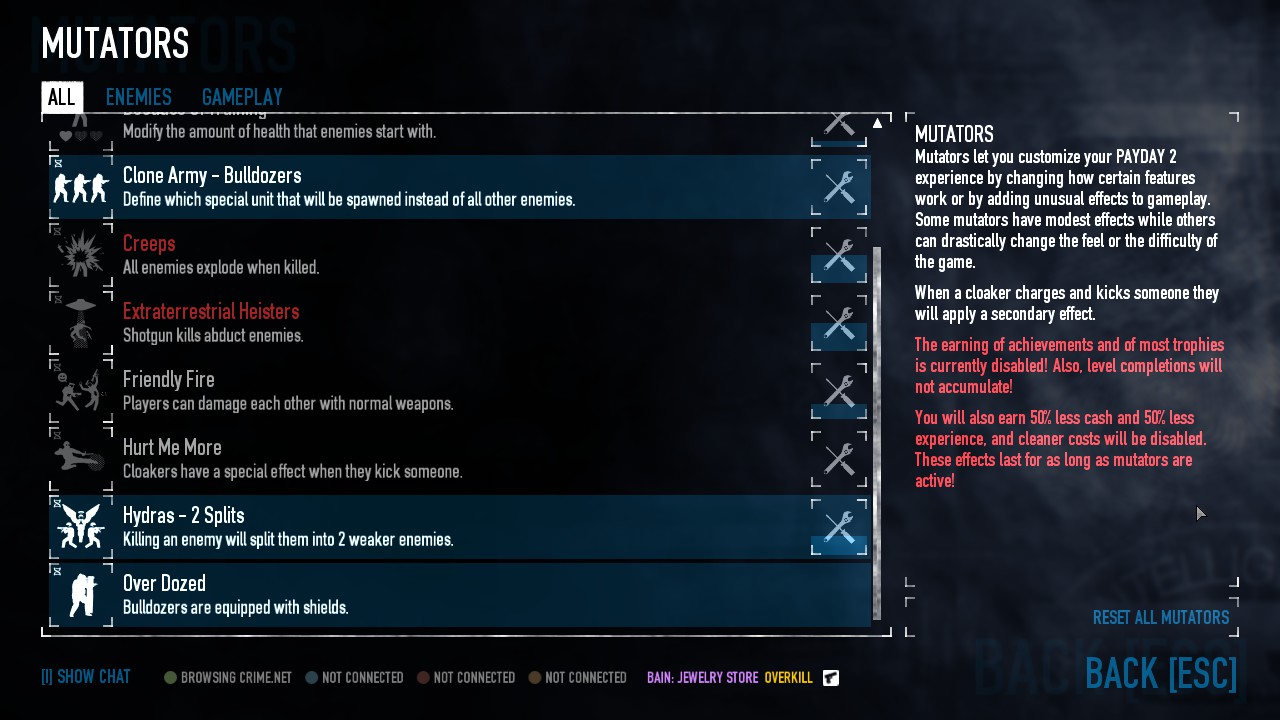 MUTATORS
ALL ENEMIES GAMEPLAY
Modify the amount of health that enemies start with.
Clone Army - Bulldozers
Define which special unit that will be spawned instead of all other enemies.
Creeps
All enemies explode when killed.
Extraterrestrial Heisters
Shotgun kills abduct enemies.
Friendly Fire
Players can damage each other with normal weapons.
Hurt Me More
Cloakers have a special effect when they kick someone.
Hydras - 2 Splits
Killing an enemy will split them into 2 weaker enemies.
Over Dozed
Bulldozers are equipped with shields.
MUTATORS
Mutators let you customize your PAYDAY 2
experience by changing how certain features
work or by adding unusual effects to gameplay.
Some mutators have modest effects while others
can drastically change the feel or the difficulty of
the game.
When a cloaker charges and kicks someone they
will apply a secondary effect.
The earning of achievements and of most trophies
is currently disabled! Also, level completions will
not accumulate!
You will also earn 50% less cash and 50% less
experience, and cleaner costs will be disabled.
These effects last for as long as mutators are
active!
RESET ALL MUTATORS
BACK [ESC]
[I] SHOW CHAT BROWSING CRIME.NET NOT CONNECTED NOT CONNECTED NOT CONNECTED BAIN: JEWELRY STORE OVERKILL